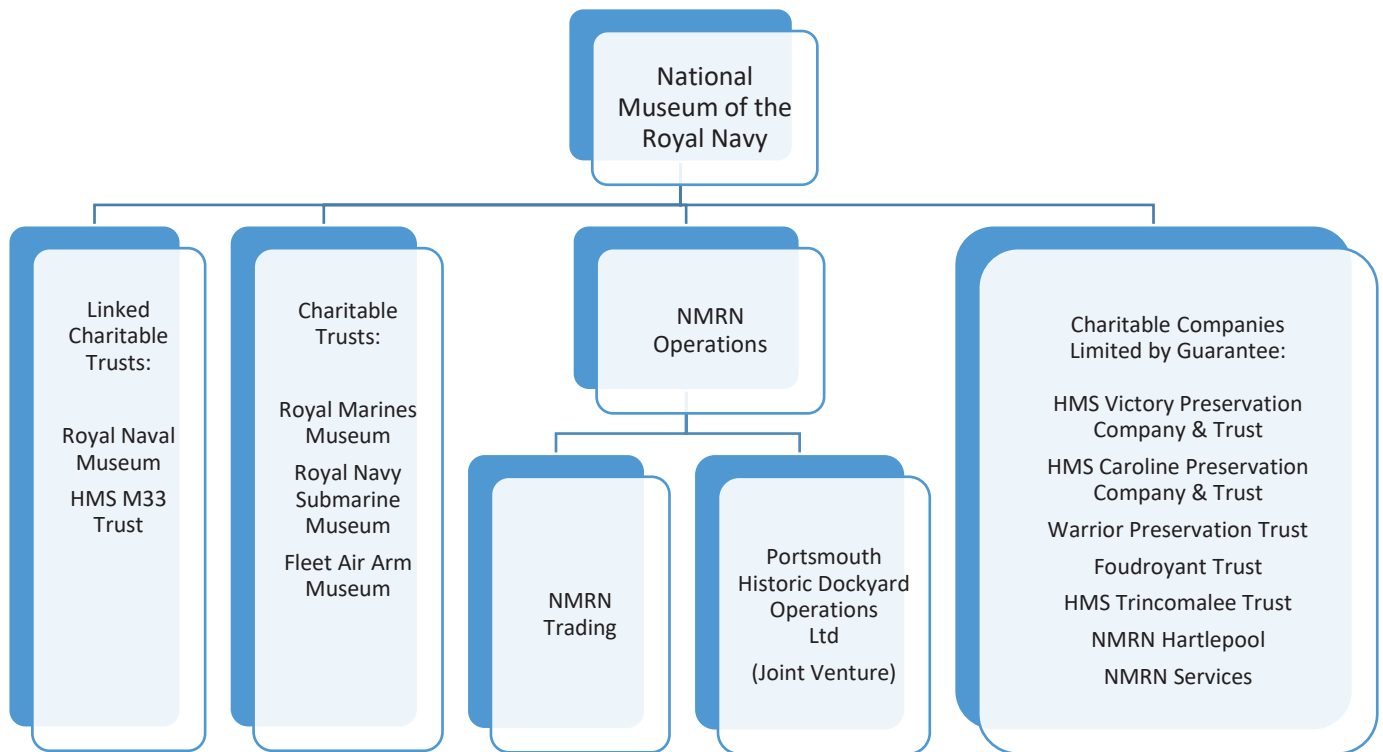 National
Museum of the
Royal Navy
Linked
Charitable
Trusts:
Royal Naval
Museum
HMS M33
Trust
Charitable
Trusts:
Royal Marines
Museum
Royal Navy
Submarine
Museum
Fleet Air Arm
Museum
NMRN
Operations
NMRN
Trading
Portsmouth
Historic Dockyard
Operations
Ltd
(Joint Venture)
Charitable Companies
Limited by Guarantee:
HMS Victory Preservation
Company & Trust
HMS Caroline Preservation
Company & Trust
Warrior Preservation Trust
Foudroyant Trust
HMS Trincomalee Trust
NMRN Hartlepool
NMRN Services